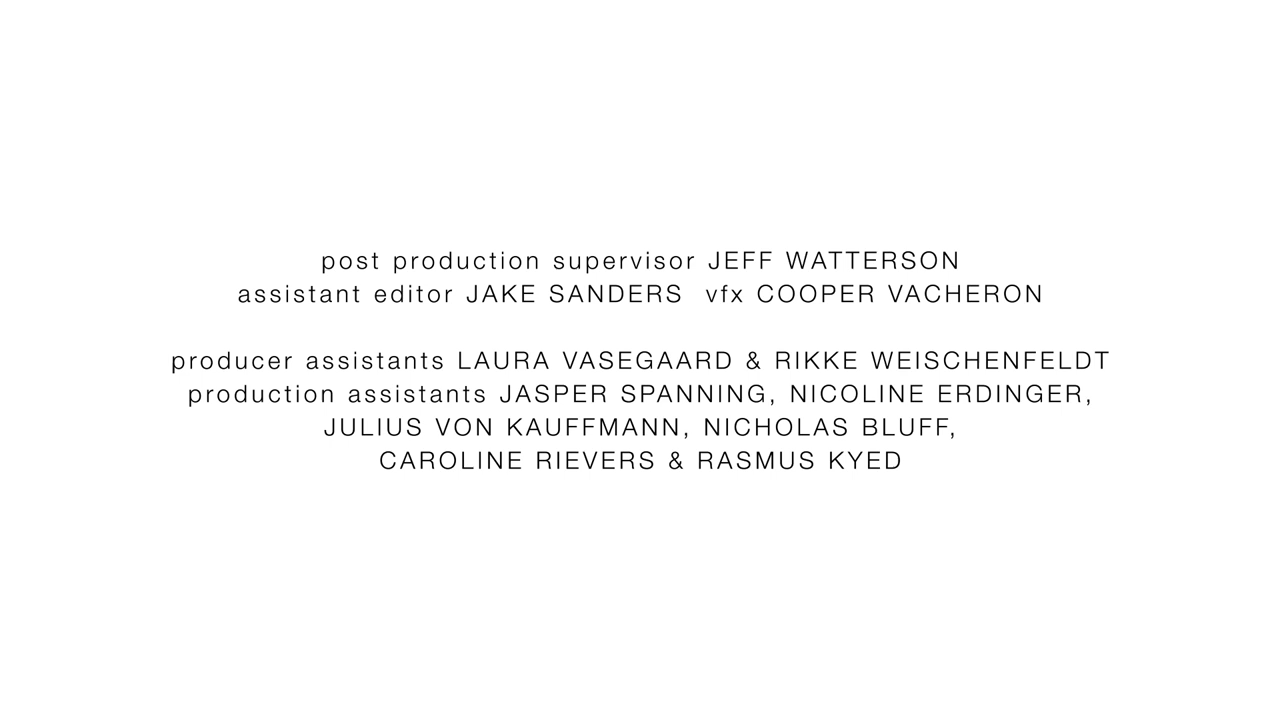 post production supervisor JEFF WATTERSON
assistant editor JAKE SANDERS  vfx COOPER VACHERON
producer assistants LAURA VASEGAARD & RIKKE WEISCHENFELDT
production assistants JASPER SPANNING, NICOLINE ERDINGER,
JULIUS VON KAUFFMANN, NICHOLAS BLUFF,
CAROLINE RIEVERS & RASMUS KYED